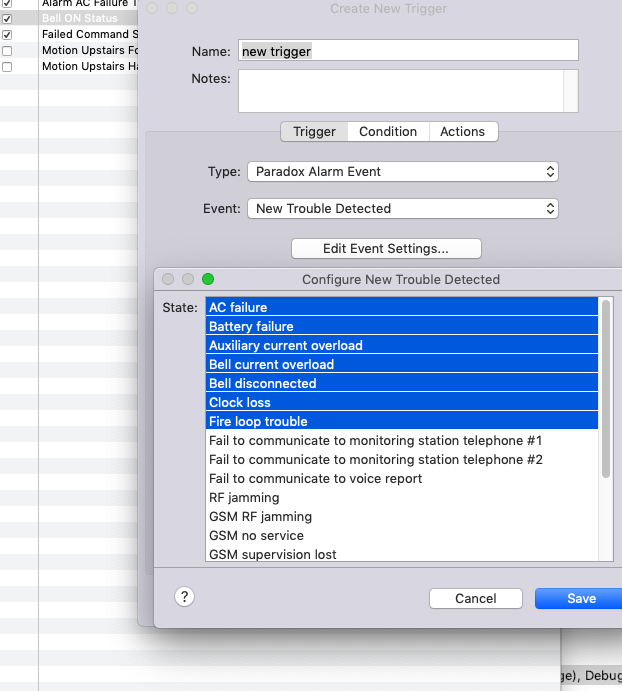 Alarm AC Failure T
Bell ON Status
Failed Command S
Motion Upstairs Fo
Motion Upstairs Ha
Create New Trigger
Name: new trigger
Notes:
Trigger Condition Actions
Type: Paradox Alarm Event
Event: New Trouble Detected
Edit Event Settings...
Configure New Trouble Detected
State: AC failure
Battery failure
Auxiliary current overload
Bell current overload
Bell disconnected
Clock loss
Fire loop trouble
Fail to communicate to monitoring station telephone #1
Fail to communicate to monitoring station telephone #2
Fail to communicate to voice report
RF jamming
GSM RF jamming
GSM no service
GSM supervision lost
? Cancel Save
ge), Debug